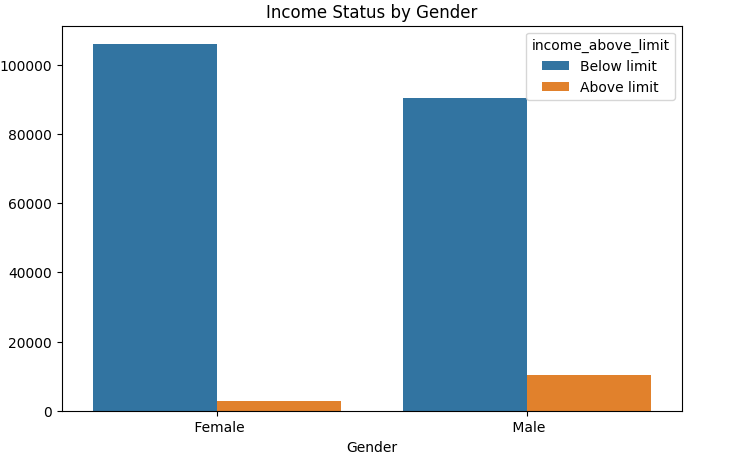 Income Status by Gender
income_above_limit
Below limit
Above limit
100000
80000
60000
40000
20000
0
Female
Male
Gender